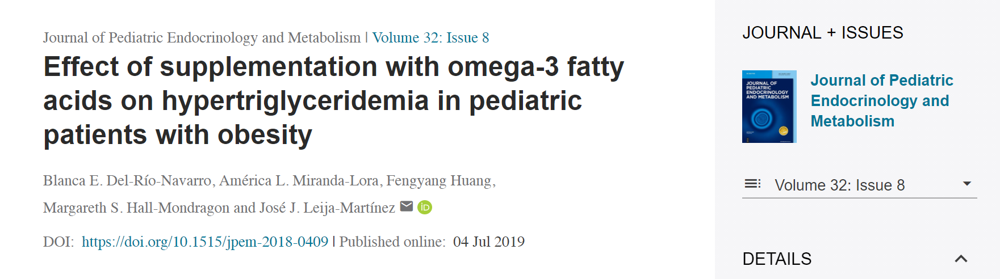 Journal of Pediatric Endocrinology and Metabolism | Volume 32: Issue 8
Effect of supplementation with omega-3 fatty
acids on hypertriglyceridemia in pediatric
patients with obesity
Blanca E. Del-Río-Navarro, América L. Miranda-Lora, Fengyang Huang,
Margareth S. Hall-Mondragon and José J. Leija-Martínez
iD
DOI: https://doi.org/10.1515/jpem-2018-0409 | Published online: 04 Jul 2019
JOURNAL + ISSUES
JOURNAL OF
PEDIATRIC
ENDOCRINOLOGY
AND METABOLISM
Journal of Pediatric
Endocrinology and
Metabolism
Volume 32: Issue 8
DETAILS